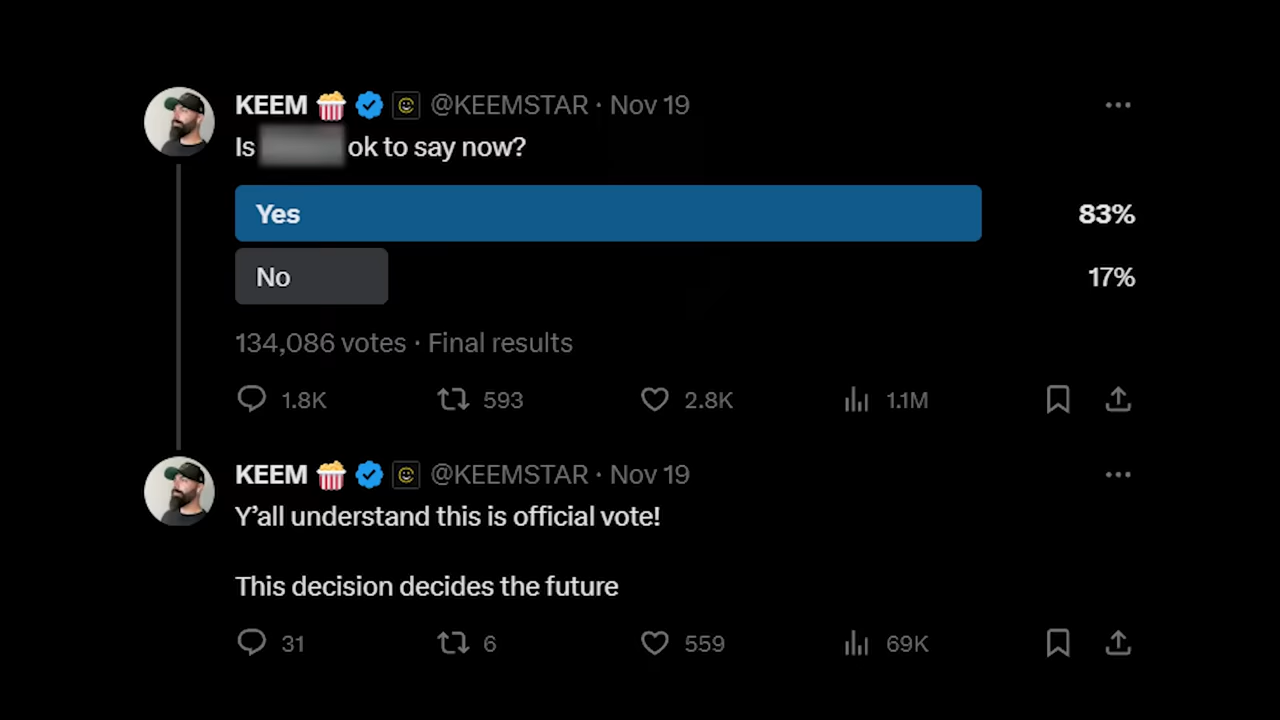 KEEM 🍿 @KEEMSTAR · Nov 19
Is ok to say now?
Yes 83%
No 17%
134,086 votes · Final results
1.8K 593 2.8K 1.1M
KEEM 🍿 @KEEMSTAR · Nov 19
Y’all understand this is official vote!
This decision decides the future
31 6 559 69K